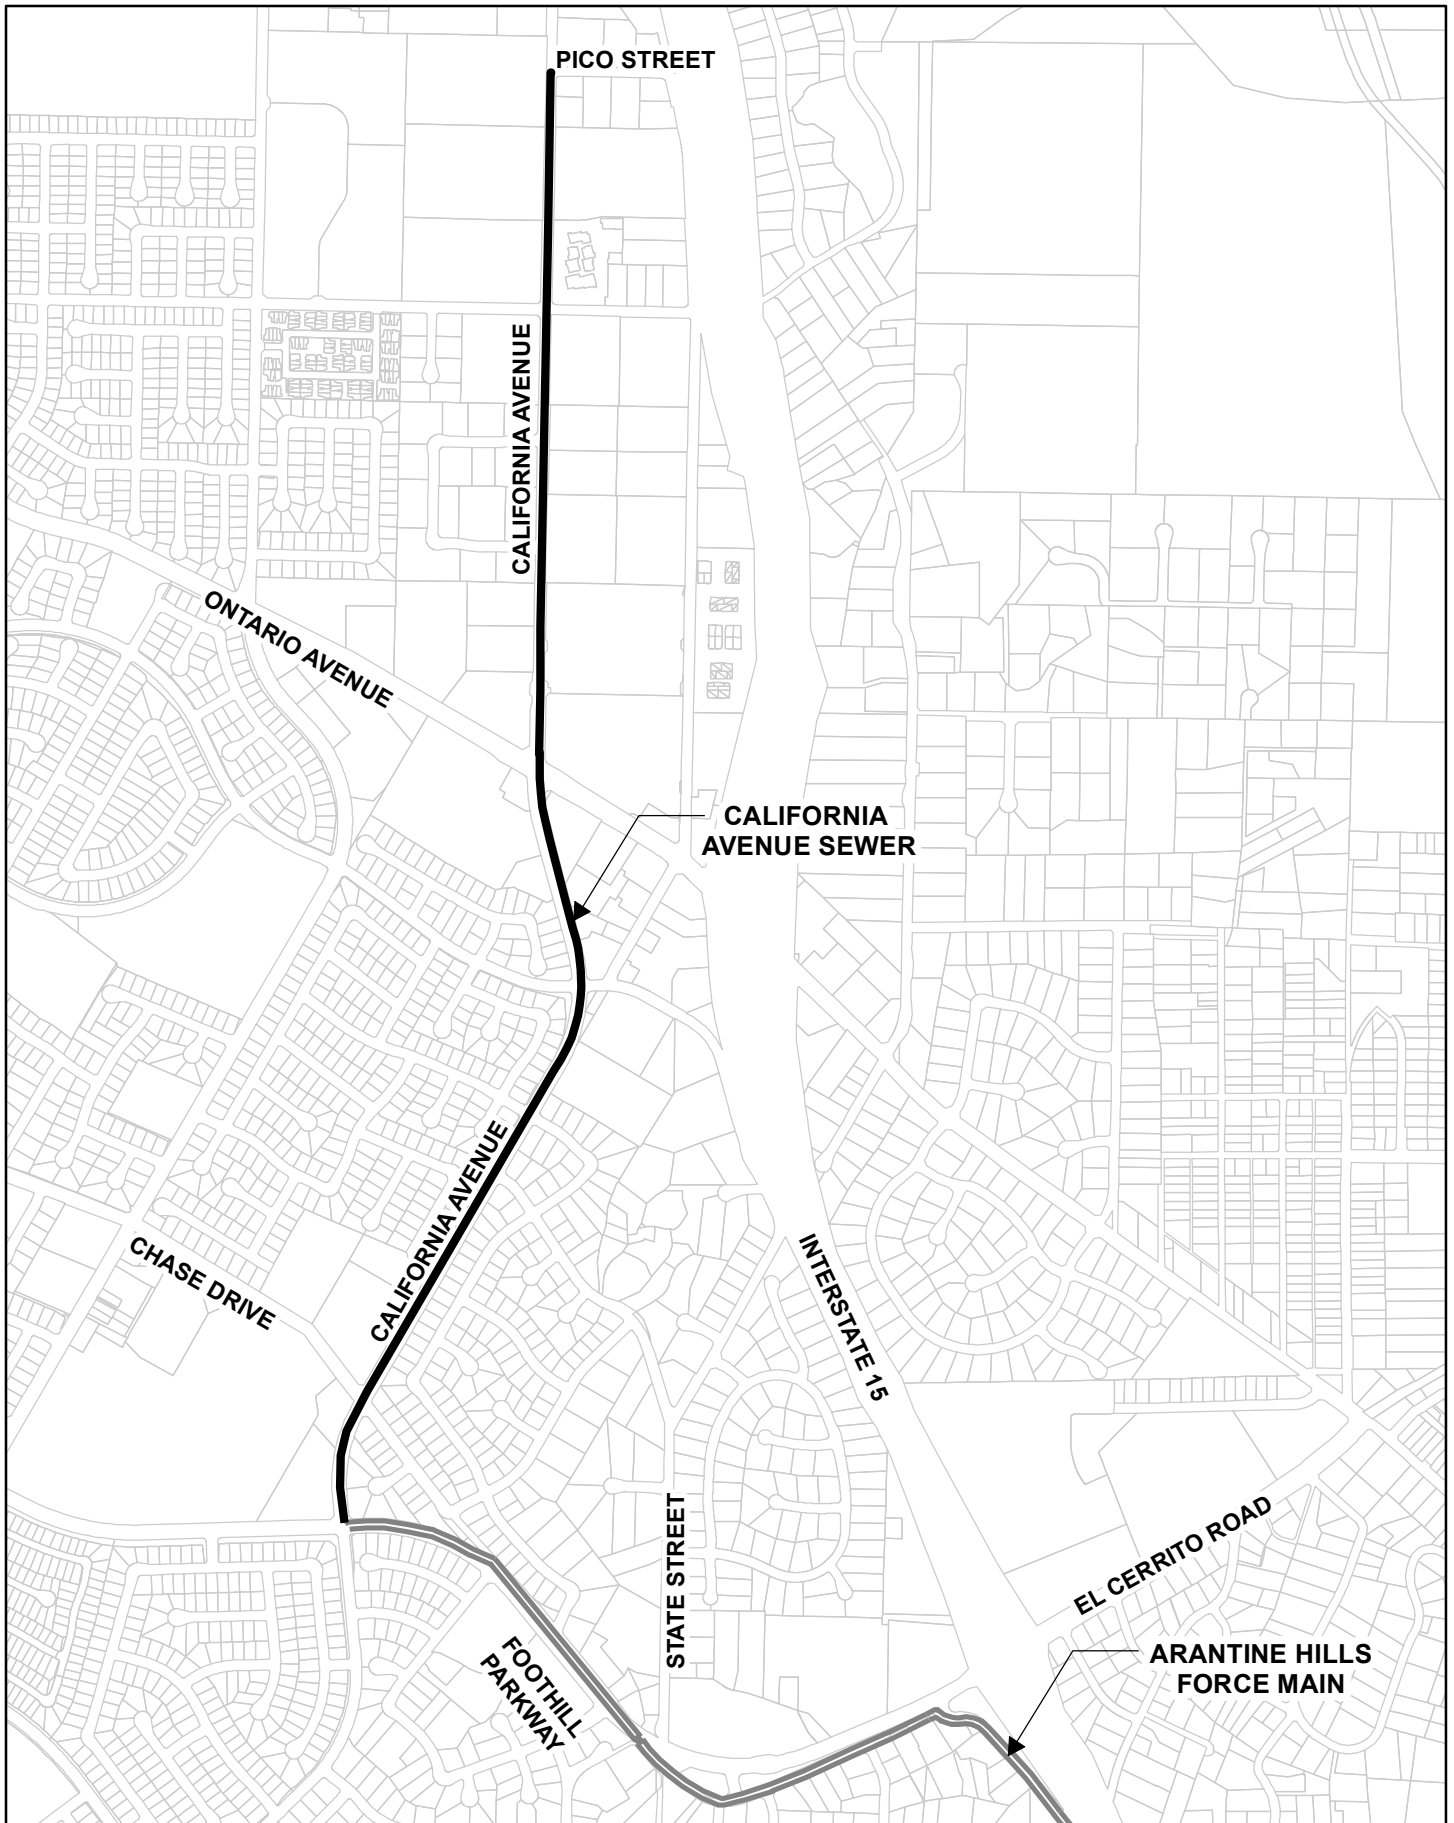 PICO STREET
CALIFORNIA AVENUE
ONTARIO AVENUE
CALIFORNIA
AVENUE SEWER
CALIFORNIA AVENUE
CHASE DRIVE
INTERSTATE 15
STATE STREET
EL CERRITO ROAD
FOOTHILL
PARKWAY
ARANTINE HILLS
FORCE MAIN